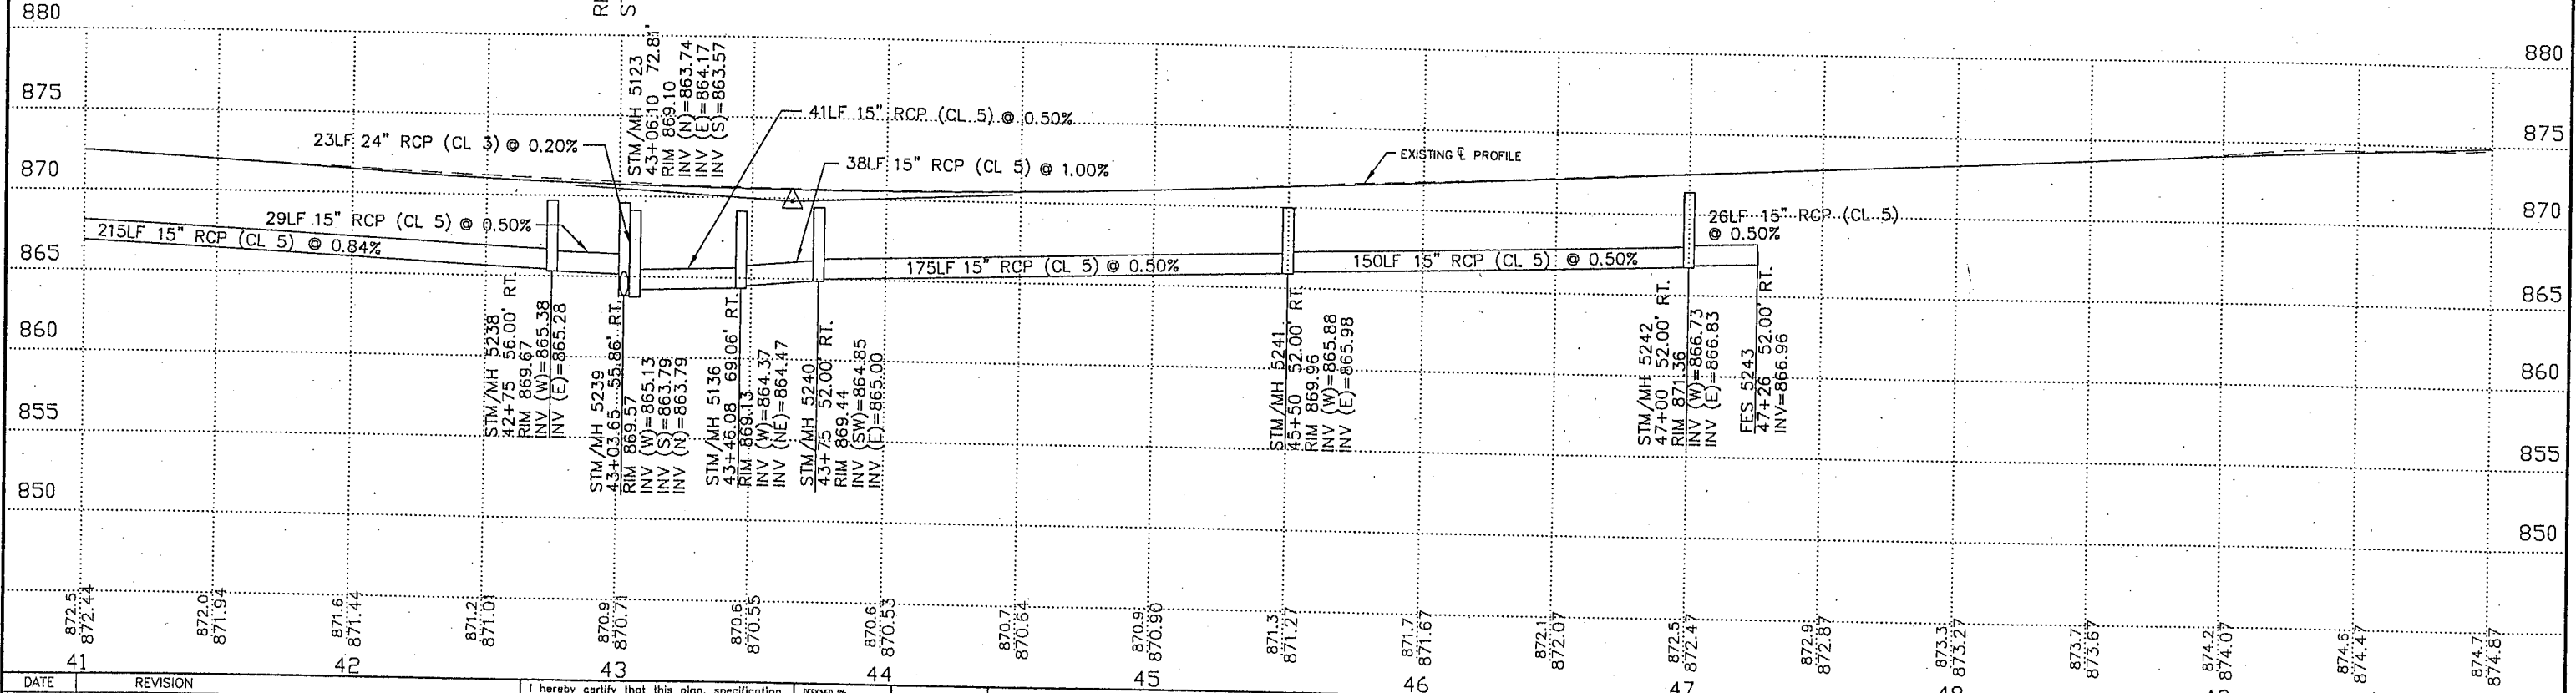 880
880
875
875
870
870
865
865
860
860
855
855
850
850
STM/MH 5123
43+06.10 72.81'
RIM 869.10
INV (N)=863.74
INV (E)=864.17
INV (S)=863.57
23LF 24" RCP (CL 3) @ 0.20%
41LF 15" RCP (CL 5) @ 0.50%
38LF 15" RCP (CL 5) @ 1.00%
EXISTING ℄ PROFILE
29LF 15" RCP (CL 5) @ 0.50%
215LF 15" RCP (CL 5) @ 0.84%
175LF 15" RCP (CL 5) @ 0.50%
150LF 15" RCP (CL 5) @ 0.50%
26LF 15" RCP (CL 5)
@ 0.50%
STM/MH 5238
42+75 56.00' RT.
RIM 869.67
INV (W)=865.38
INV (E)=865.28
STM/MH 5239
43+03.65 55.86' RT.
RIM 869.57
INV (W)=865.13
INV (S)=863.79
INV (N)=863.79
STM/MH 5136
43+46.08 69.06' RT.
RIM 869.13
INV (W)=864.37
INV (NE)=864.47
STM/MH 5240
43+75 52.00' RT.
RIM 869.44
INV (SW)=864.85
INV (E)=865.00
STM/MH 5241
45+50 52.00' RT.
RIM 869.96
INV (W)=865.88
INV (E)=865.98
STM/MH 5242
47+00 52.00' RT.
RIM 871.36
INV (W)=866.73
INV (E)=866.83
FES 5243
47+26 52.00' RT.
INV=866.96
872.5
872.44
872.0
871.94
871.6
871.44
871.2
871.01
870.9
870.71
870.6
870.55
870.6
870.53
870.7
870.64
870.9
870.90
871.3
871.27
871.7
871.67
872.1
872.07
872.5
872.47
872.9
872.87
873.3
873.27
873.7
873.67
874.2
874.07
874.6
874.47
874.7
874.87
41
42
43
44
45
46
47
DATE
REVISION
I hereby certify that this plan, specification